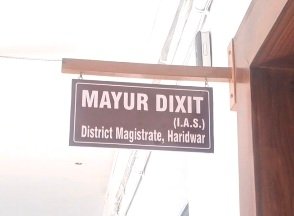 MAYUR DIXIT
(I.A.S.)
District Magistrate, Haridwar